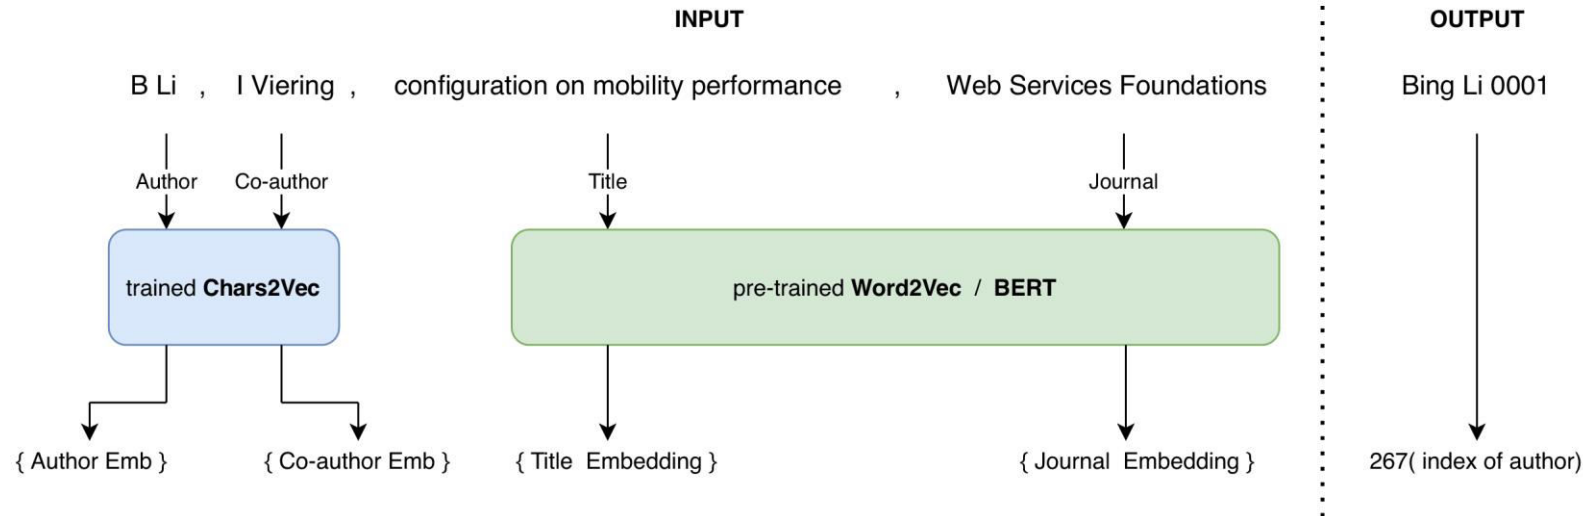 INPUT OUTPUT
B Li , I Viering , configuration on mobility performance , Web Services Foundations Bing Li 0001
Author Co-author Title Journal
trained Chars2Vec pre-trained Word2Vec / BERT
{ Author Emb } { Co-author Emb } { Title Embedding } { Journal Embedding } 267( index of author)